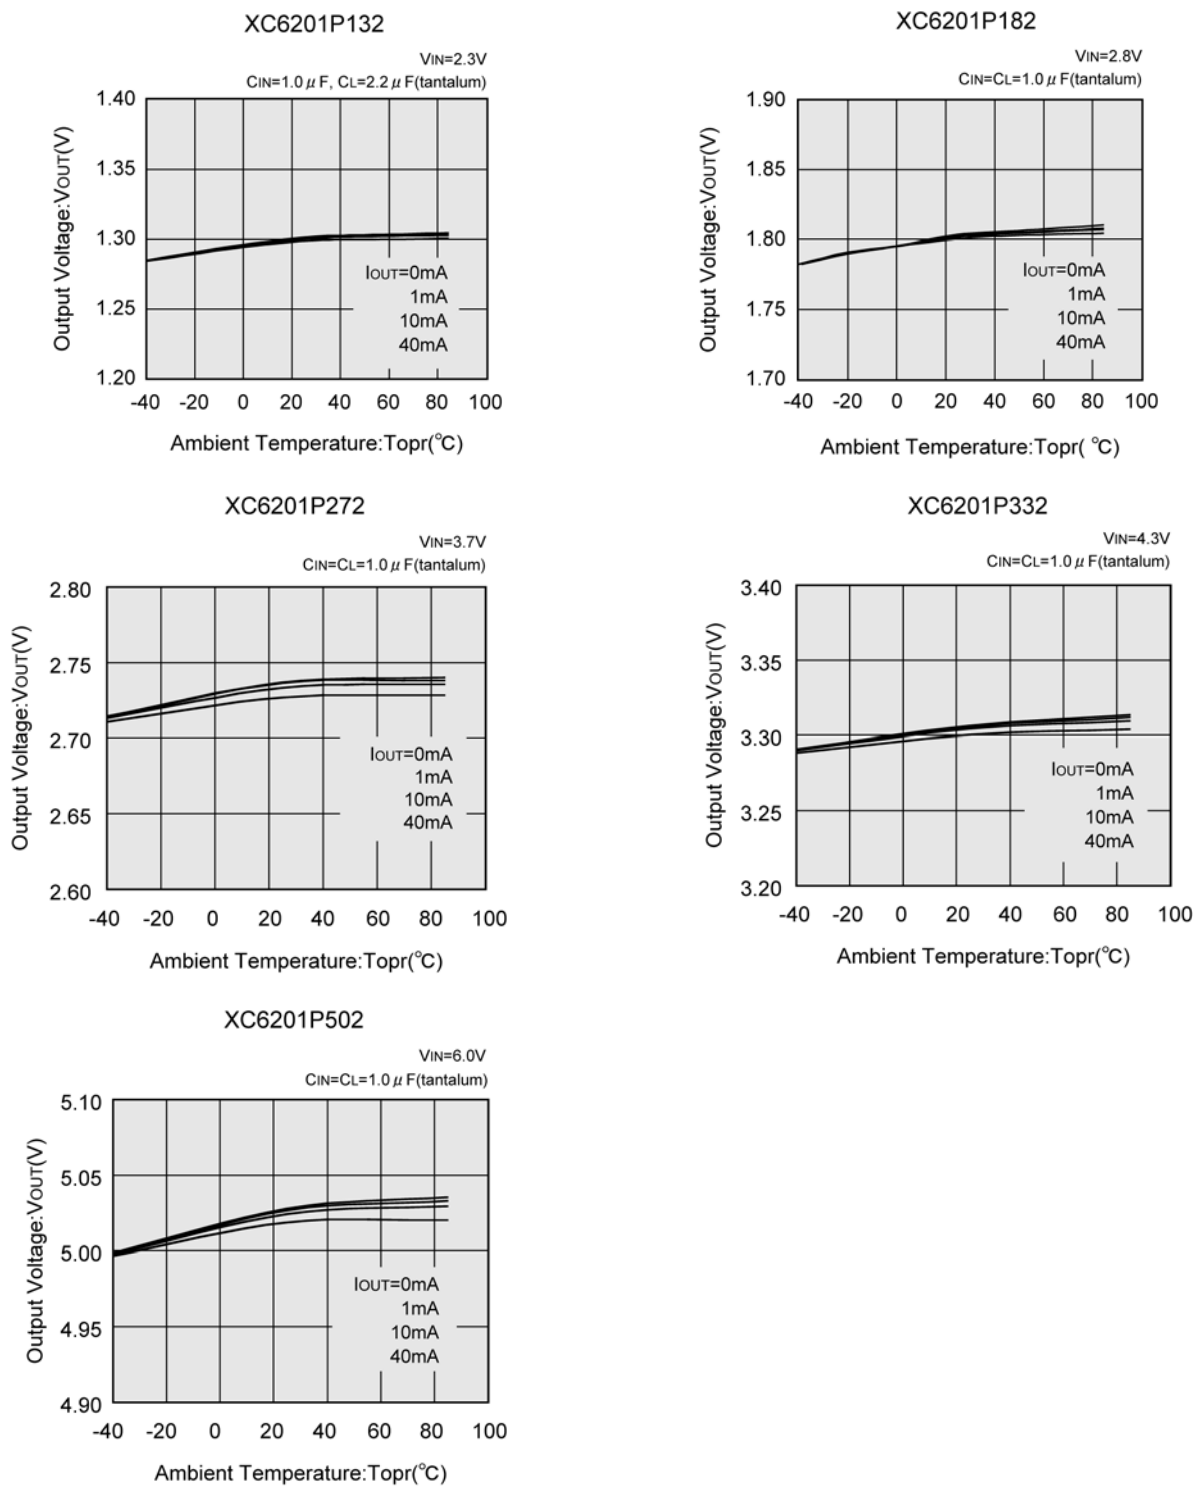 XC6201P132
VIN=2.3V
CIN=1.0 μ F, CL=2.2 μ F(tantalum)
Output Voltage:VOUT(V)
1.40
1.35
1.30
1.25
1.20
IOUT=0mA
1mA
10mA
40mA
-40 -20 0 20 40 60 80 100
Ambient Temperature:Topr(℃)
XC6201P182
VIN=2.8V
CIN=CL=1.0 μ F(tantalum)
Output Voltage:VOUT(V)
1.90
1.85
1.80
1.75
1.70
IOUT=0mA
1mA
10mA
40mA
-40 -20 0 20 40 60 80 100
Ambient Temperature:Topr( ℃)
XC6201P272
VIN=3.7V
CIN=CL=1.0 μ F(tantalum)
Output Voltage:VOUT(V)
2.80
2.75
2.70
2.65
2.60
IOUT=0mA
1mA
10mA
40mA
-40 -20 0 20 40 60 80 100
Ambient Temperature:Topr(℃)
XC6201P332
VIN=4.3V
CIN=CL=1.0 μ F(tantalum)
Output Voltage:VOUT(V)
3.40
3.35
3.30
3.25
3.20
IOUT=0mA
1mA
10mA
40mA
-40 -20 0 20 40 60 80 100
Ambient Temperature:Topr(℃)
XC6201P502
VIN=6.0V
CIN=CL=1.0 μ F(tantalum)
Output Voltage:VOUT(V)
5.10
5.05
5.00
4.95
4.90
IOUT=0mA
1mA
10mA
40mA
-40 -20 0 20 40 60 80 100
Ambient Temperature:Topr(℃)